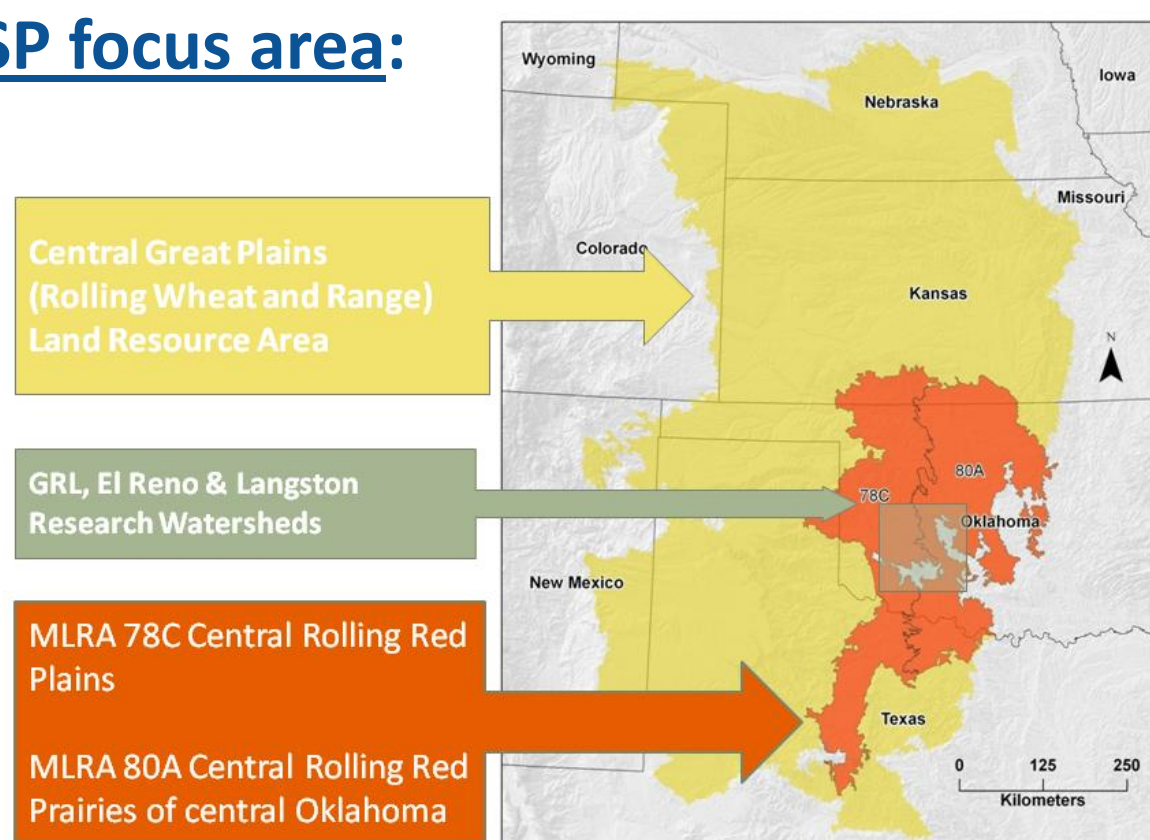 SP focus area:
Wyoming
Iowa
Nebraska
Missouri
Central Great Plains
(Rolling Wheat and Range)
Land Resource Area
Colorado
Kansas
N
GRL, El Reno & Langston
Research Watersheds
80A
78C
Oklahoma
New Mexico
MLRA 78C Central Rolling Red
Plains
MLRA 80A Central Rolling Red
Prairies of central Oklahoma
Texas
0 125 250
Kilometers